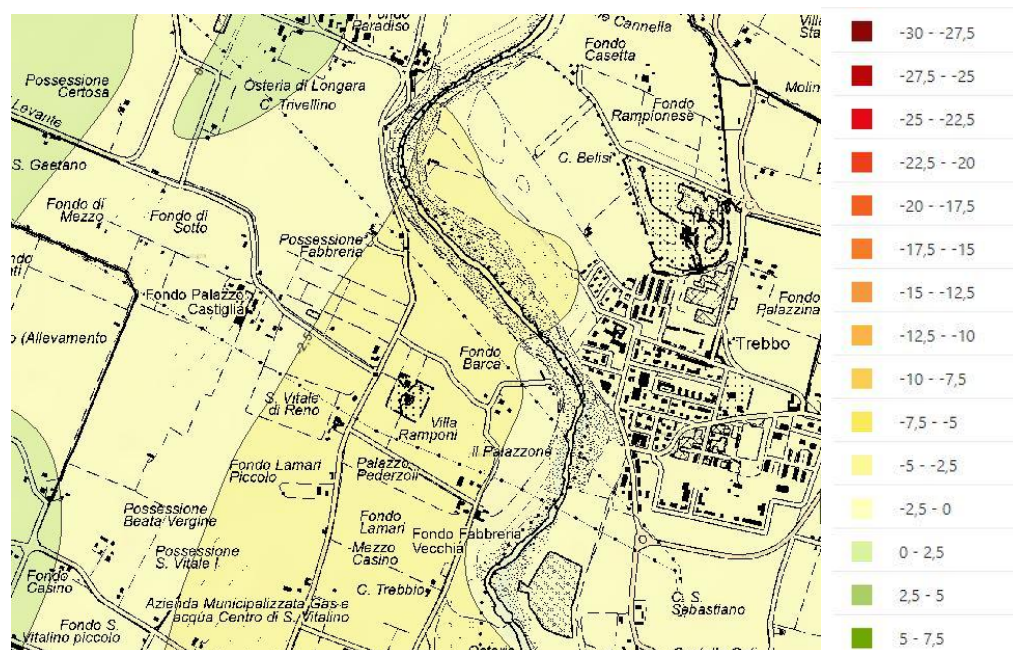 Fondo
Paradiso
Cannella
Villa
Fondo
Casetta
Possessione
Certosa
Osteria di Longara
C. Trivellino
Molin
Fondo
Rampionese
Levante
C. Belisi
S. Gaetano
Fondo di
Mezzo
Fondo di
Sotto
Possessione
Fabbreria
Fondo Palazzo
Castiglia
Fondo
Palazzina
(Allevamento
-2,5
Trebbo
Fondo
Barca
S. Vitale
di Reno
Villa
Ramponi
il Palazzone
Fondo Lamari
Piccolo
Palazzo
Pederzoli
Possessione
Beata Vergine
Fondo
Lamari
Mezzo
Casino
Fondo Fabbreria
Vecchia
Possessione
S. Vitale I
Fondo
Casino
C. Trebbio
C. S.
Sebastiano
Azienda Municipalizzata Gas e
acqua Centro di S. Vitalino
Fondo S.
Vitalino piccolo
-30 - -27,5
-27,5 - -25
-25 - -22,5
-22,5 - -20
-20 - -17,5
-17,5 - -15
-15 - -12,5
-12,5 - -10
-10 - -7,5
-7,5 - -5
-5 - -2,5
-2,5 - 0
0 - 2,5
2,5 - 5
5 - 7,5